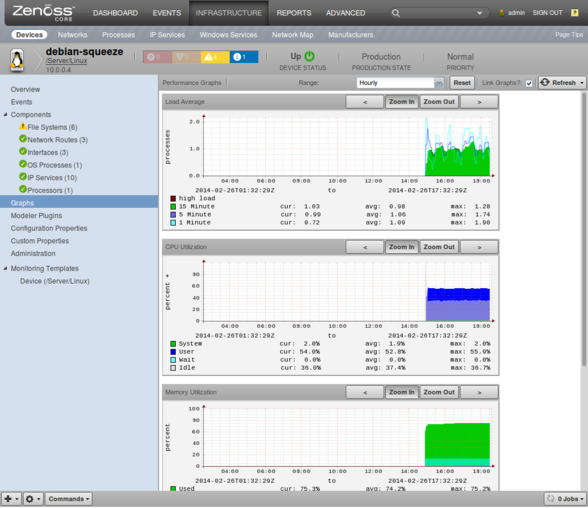 Zenoss CORE DASHBOARD EVENTS INFRASTRUCTURE REPORTS ADVANCED admin SIGN OUT ?
Devices Networks Processes IP Services Windows Services Network Map Manufacturers Page Tips
debian-squeeze
/Server/Linux
10.0.0.4
4 1
Up Production Normal
DEVICE STATUS PRODUCTION STATE PRIORITY
Overview
Events
Components
File Systems (6)
Network Routes (3)
Interfaces (3)
OS Processes (1)
IP Services (10)
Processors (1)
Graphs
Modeler Plugins
Configuration Properties
Custom Properties
Administration
Monitoring Templates
Device (/Server/Linux)
Performance Graphs Range: Hourly Reset Link Graphs?: Refresh
Load Average < Zoom In Zoom Out >
processes
2.0
1.0
0.0
04:00 06:00 08:00 10:00 12:00 14:00 16:00 18:00
2014-02-26T01:32:29Z to 2014-02-26T17:32:29Z
high load
15 Minute cur: 1.03 avg: 0.98 max: 1.28
5 Minute cur: 0.99 avg: 1.06 max: 1.74
1 Minute cur: 0.72 avg: 1.09 max: 1.90
CPU Utilization < Zoom In Zoom Out >
percent +
80
60
40
20
0
04:00 06:00 08:00 10:00 12:00 14:00 16:00 18:00
2014-02-26T01:32:29Z to 2014-02-26T17:32:29Z
System cur: 2.0% avg: 1.9% max: 2.0%
User cur: 54.0% avg: 52.8% max: 55.9%
Wait cur: 0.0% avg: 0.0% max: 0.0%
Idle cur: 36.0% avg: 37.4% max: 36.7%
Memory Utilization < Zoom In Zoom Out >
percent
100
80
60
40
20
0
04:00 06:00 08:00 10:00 12:00 14:00 16:00 18:00
2014-02-26T01:32:29Z to 2014-02-26T17:32:29Z
Used cur: 75.3% avg: 74.2% max: 75.2%
Commands 0 Jobs